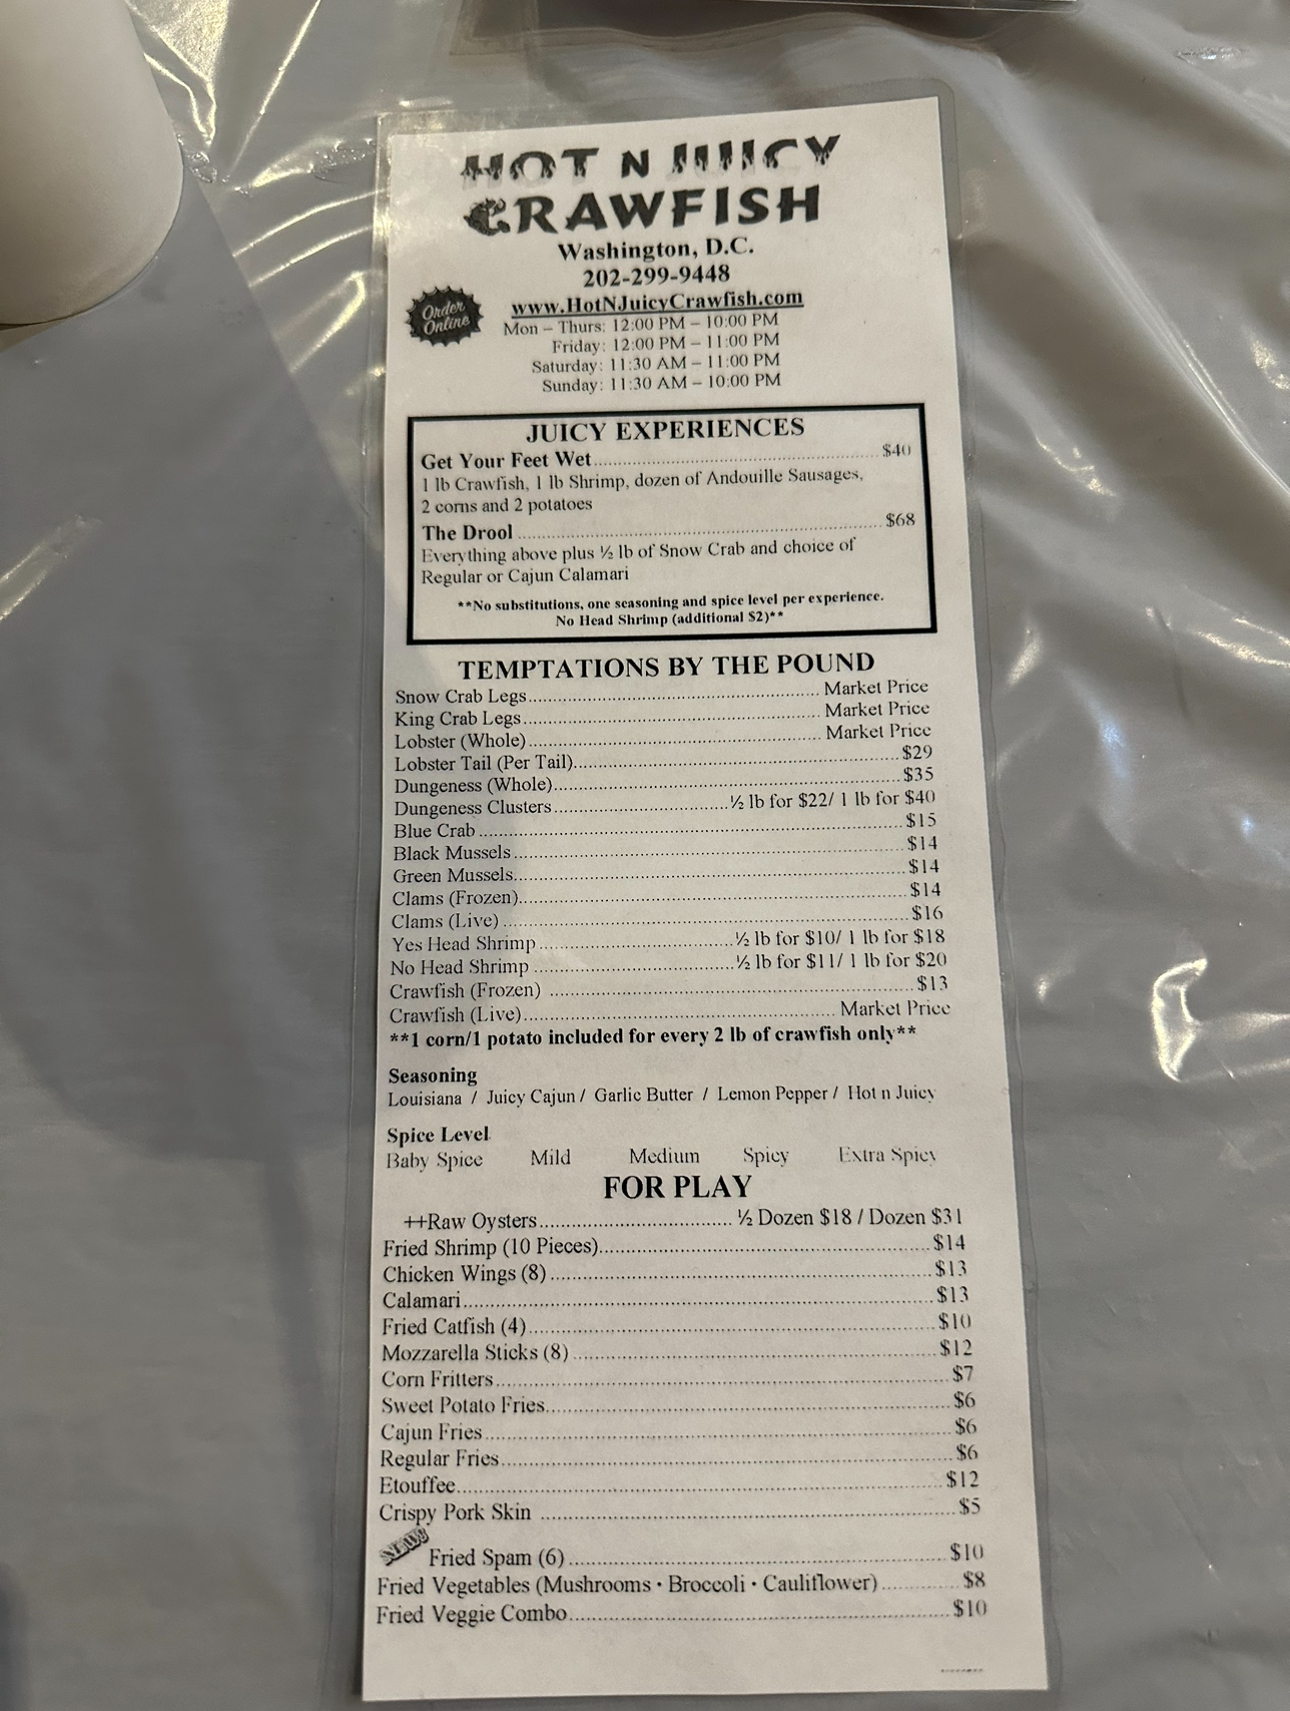 HOT N JUICY
CRAWFISH
Washington, D.C.
202-299-9448
Order
Online
www.HotNJuicyCrawfish.com
Mon – Thurs: 12:00 PM – 10:00 PM
Friday: 12:00 PM – 11:00 PM
Saturday: 11:30 AM – 11:00 PM
Sunday: 11:30 AM – 10:00 PM
JUICY EXPERIENCES
Get Your Feet Wet $40
1 lb Crawfish, 1 lb Shrimp, dozen of Andouille Sausages,
2 corns and 2 potatoes
The Drool $68
Everything above plus ½ lb of Snow Crab and choice of
Regular or Cajun Calamari
**No substitutions, one seasoning and spice level per experience.
No Head Shrimp (additional $2)**
TEMPTATIONS BY THE POUND
Snow Crab Legs Market Price
King Crab Legs Market Price
Lobster (Whole) Market Price
Lobster Tail (Per Tail) $29
Dungeness (Whole) $35
Dungeness Clusters ½ lb for $22/ 1 lb for $40
Blue Crab $15
Black Mussels $14
Green Mussels $14
Clams (Frozen) $14
Clams (Live) $16
Yes Head Shrimp ½ lb for $10/ 1 lb for $18
No Head Shrimp ½ lb for $11/ 1 lb for $20
Crawfish (Frozen) $13
Crawfish (Live) Market Price
**1 corn/1 potato included for every 2 lb of crawfish only**
Seasoning
Louisiana / Juicy Cajun / Garlic Butter / Lemon Pepper / Hot n Juicy
Spice Level
Baby Spice Mild Medium Spicy Extra Spicy
FOR PLAY
++Raw Oysters ½ Dozen $18 / Dozen $31
Fried Shrimp (10 Pieces) $14
Chicken Wings (8) $13
Calamari $13
Fried Catfish (4) $10
Mozzarella Sticks (8) $12
Corn Fritters $7
Sweet Potato Fries $6
Cajun Fries $6
Regular Fries $6
Etouffee $12
Crispy Pork Skin $5
NEW!
Fried Spam (6) $10
Fried Vegetables (Mushrooms • Broccoli • Cauliflower) $8
Fried Veggie Combo $10